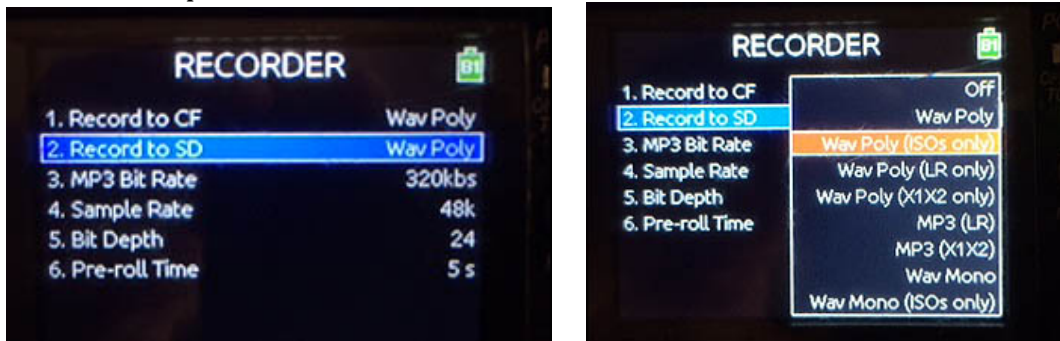 RECORDER
81
1. Record to CF Wav Poly
2. Record to SD Wav Poly
3. MP3 Bit Rate 320kbs
4. Sample Rate 48k
5. Bit Depth 24
6. Pre-roll Time 5 s
RECORDER
81
1. Record to CF
2. Record to SD
3. MP3 Bit Rate
4. Sample Rate
5. Bit Depth
6. Pre-roll Time
Off
Wav Poly
Wav Poly (ISOs only)
Wav Poly (LR only)
Wav Poly (X1X2 only)
MP3 (LR)
MP3 (X1X2)
Wav Mono
Wav Mono (ISOs only)